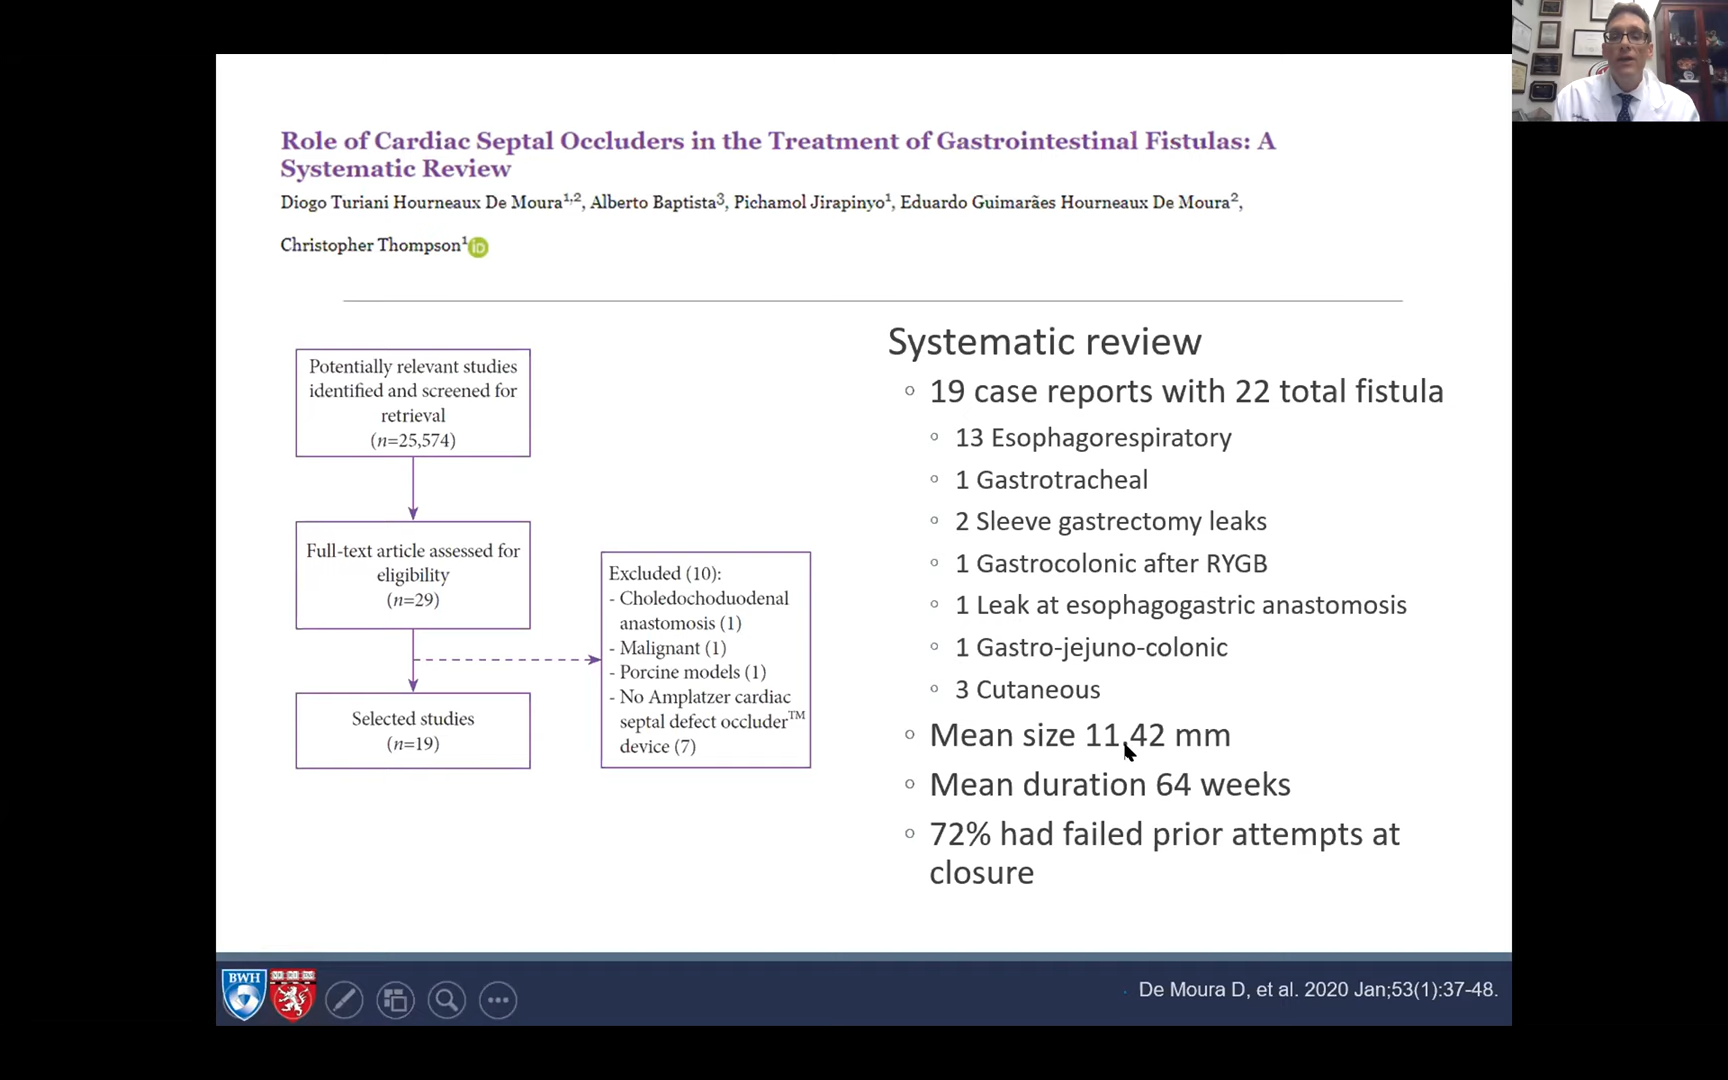 Role of Cardiac Septal Occluders in the Treatment of Gastrointestinal Fistulas: A
Systematic Review
Diogo Turiani Hourneaux De Moura1,2, Alberto Baptista3, Pichamol Jirapinyo1, Eduardo Guimarães Hourneaux De Moura2,
Christopher Thompson1 iD
Potentially relevant studies
identified and screened for
retrieval
(n=25,574)
Full-text article assessed for
eligibility
(n=29)
Excluded (10):
- Choledochoduodenal
anastomosis (1)
- Malignant (1)
- Porcine models (1)
- No Amplatzer cardiac
septal defect occluder™
device (7)
Selected studies
(n=19)
Systematic review
◦ 19 case reports with 22 total fistula
◦ 13 Esophagorespiratory
◦ 1 Gastrotracheal
◦ 2 Sleeve gastrectomy leaks
◦ 1 Gastrocolonic after RYGB
◦ 1 Leak at esophagogastric anastomosis
◦ 1 Gastro-jejuno-colonic
◦ 3 Cutaneous
◦ Mean size 11.42 mm
◦ Mean duration 64 weeks
◦ 72% had failed prior attempts at
closure
BWH
De Moura D, et al. 2020 Jan;53(1):37-48.